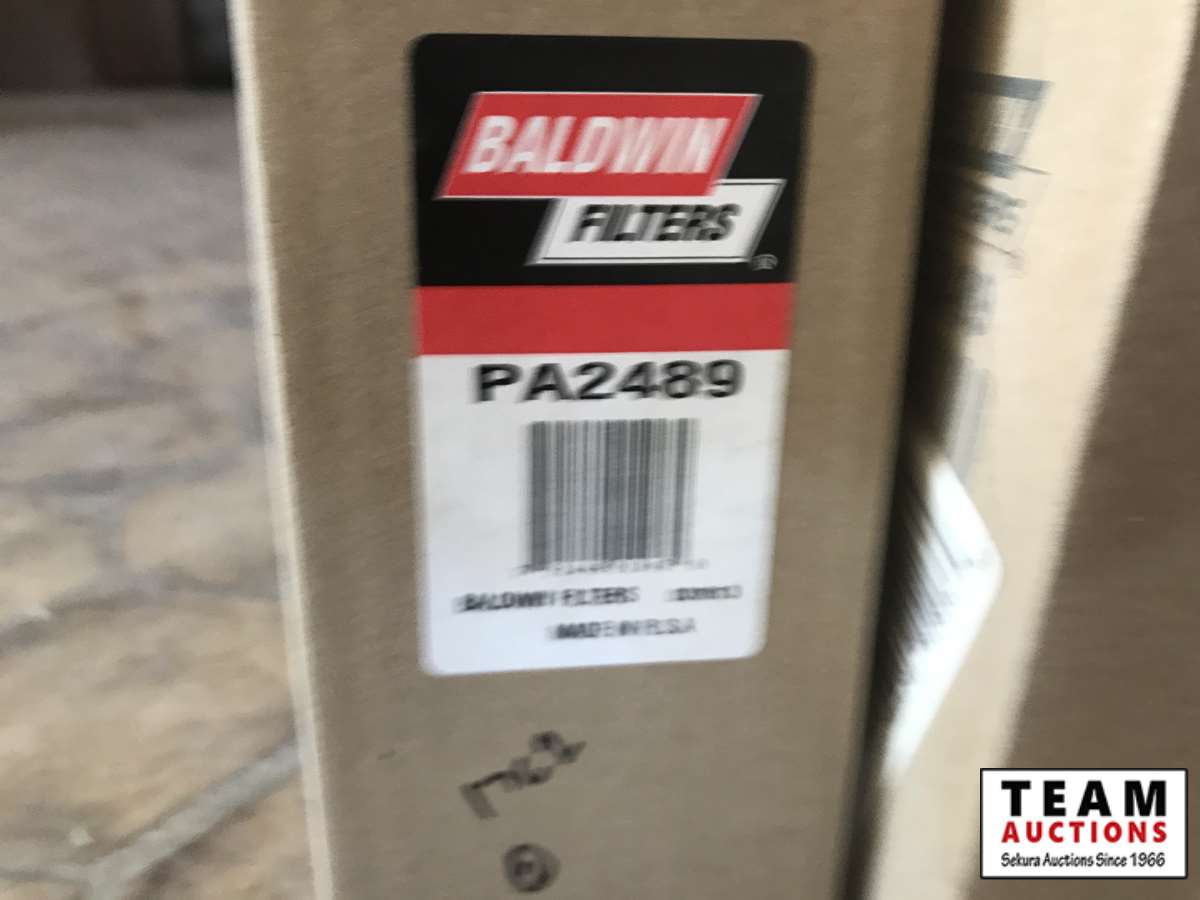 BALDWIN
FILTERS
®
PA2489
BALDWIN FILTERS
MADE IN U.S.A
TEAM
AUCTIONS
Sekura Auctions Since 1966